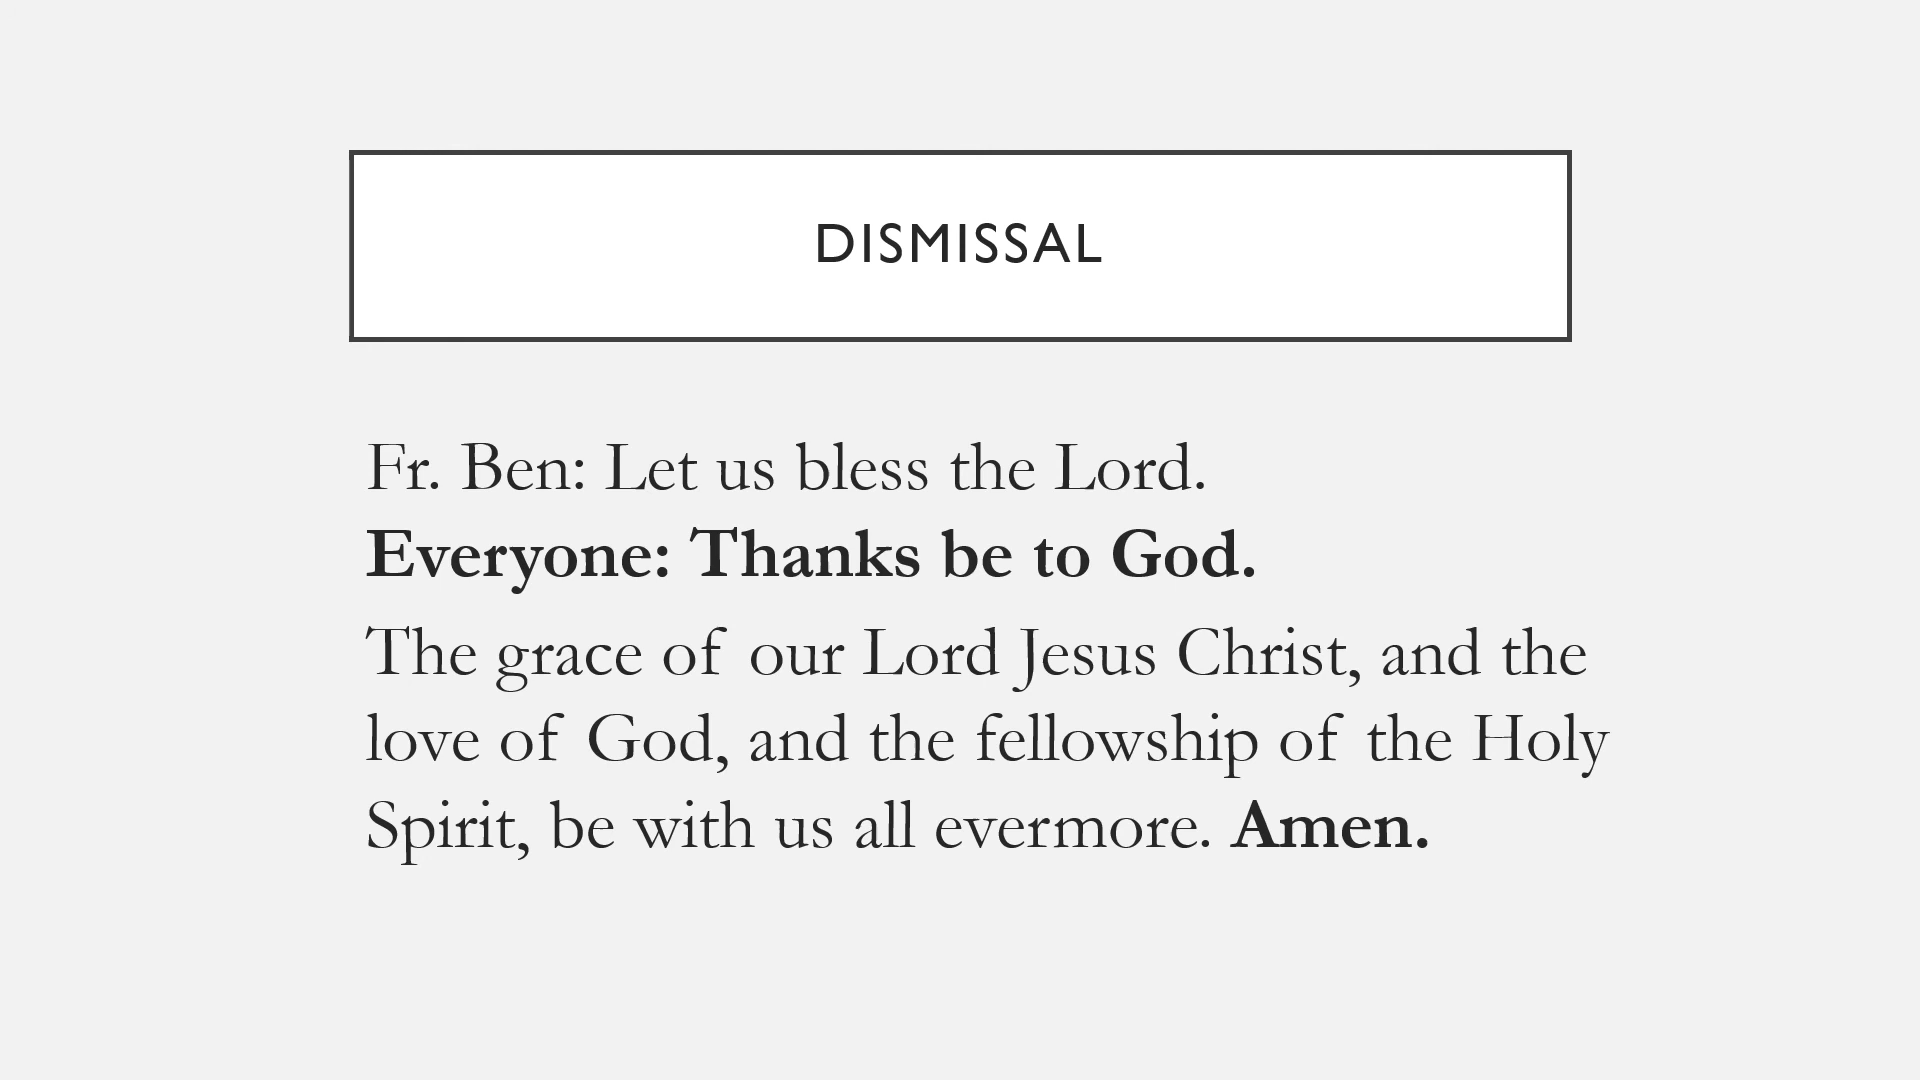 DISMISSAL
Fr. Ben: Let us bless the Lord.
Everyone: Thanks be to God.
The grace of our Lord Jesus Christ, and the
love of God, and the fellowship of the Holy
Spirit, be with us all evermore. Amen.